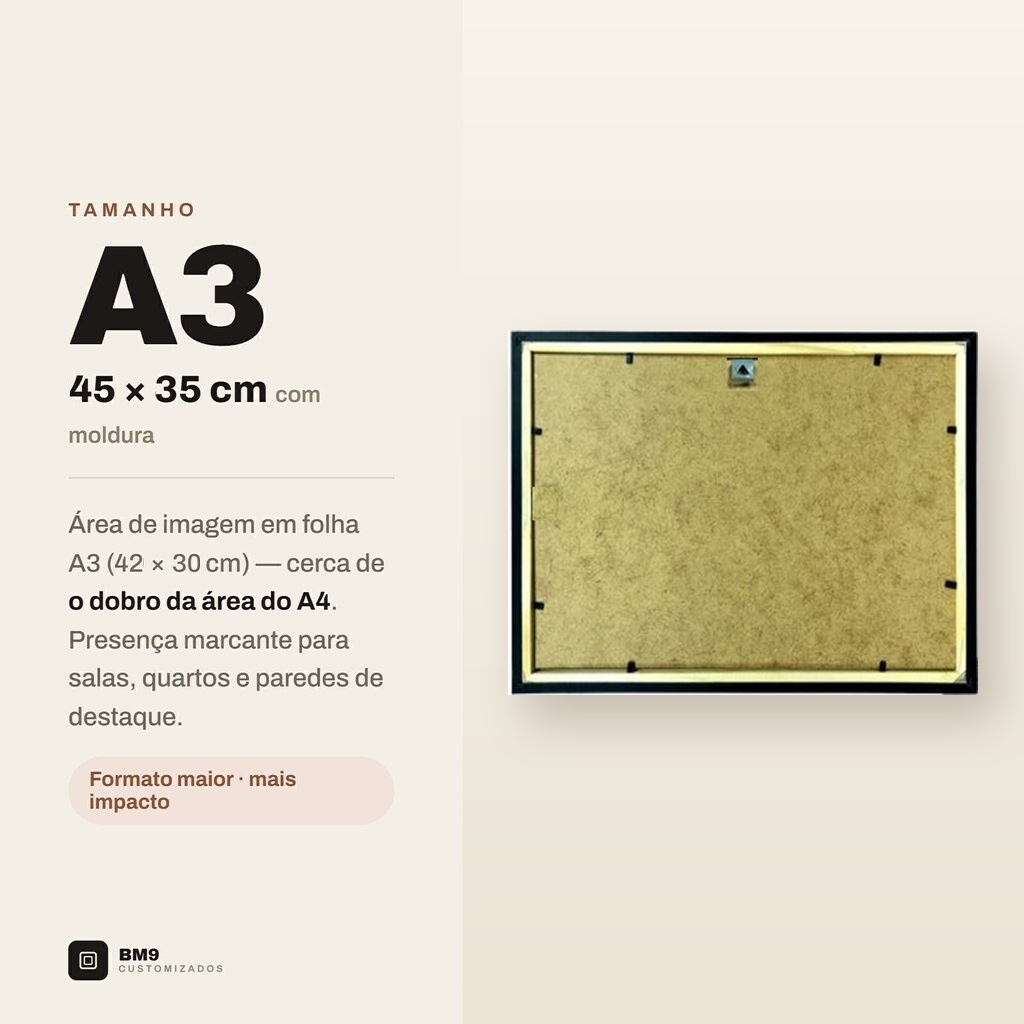 TAMANHO
A3
45 × 35 cm com
moldura
Área de imagem em folha
A3 (42 × 30 cm) — cerca de
o dobro da área do A4.
Presença marcante para
salas, quartos e paredes de
destaque.
Formato maior · mais
impacto
BM9
CUSTOMIZADOS